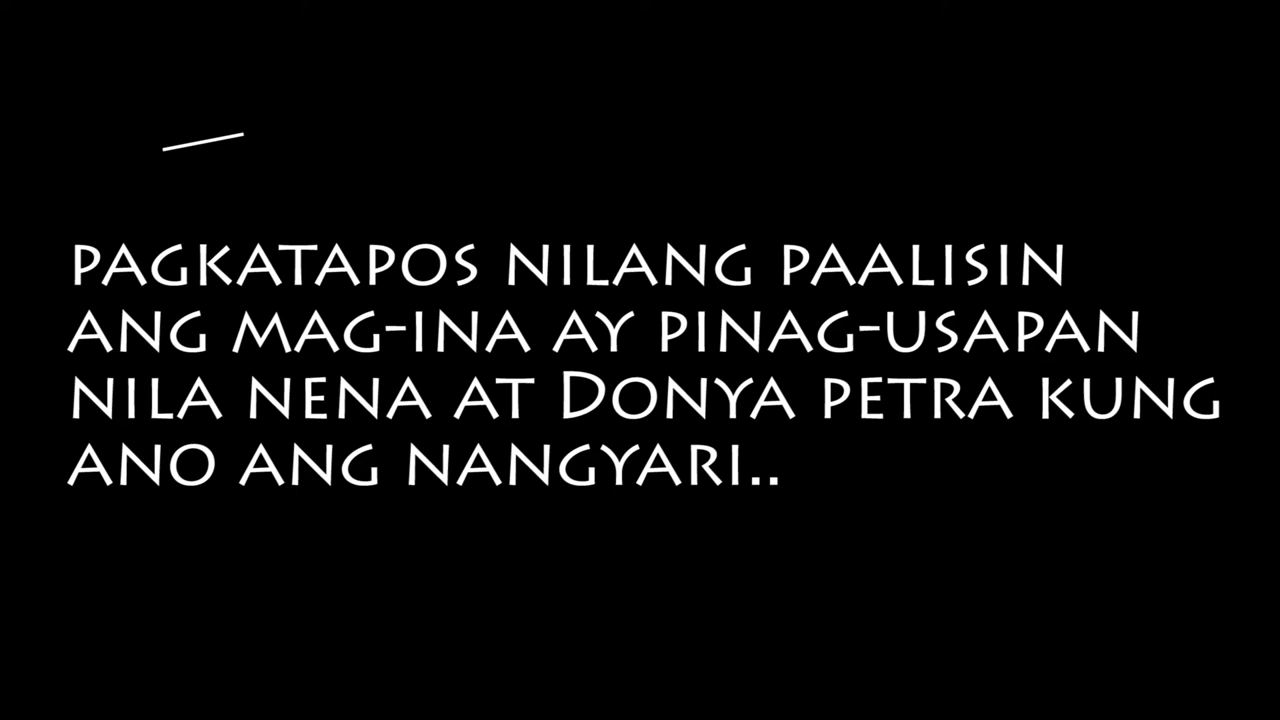 PAGKATAPOS NILANG PAALISIN
ANG MAG-INA AY PINAG-USAPAN
NILA NENA AT DONYA PETRA KUNG
ANO ANG NANGYARI..